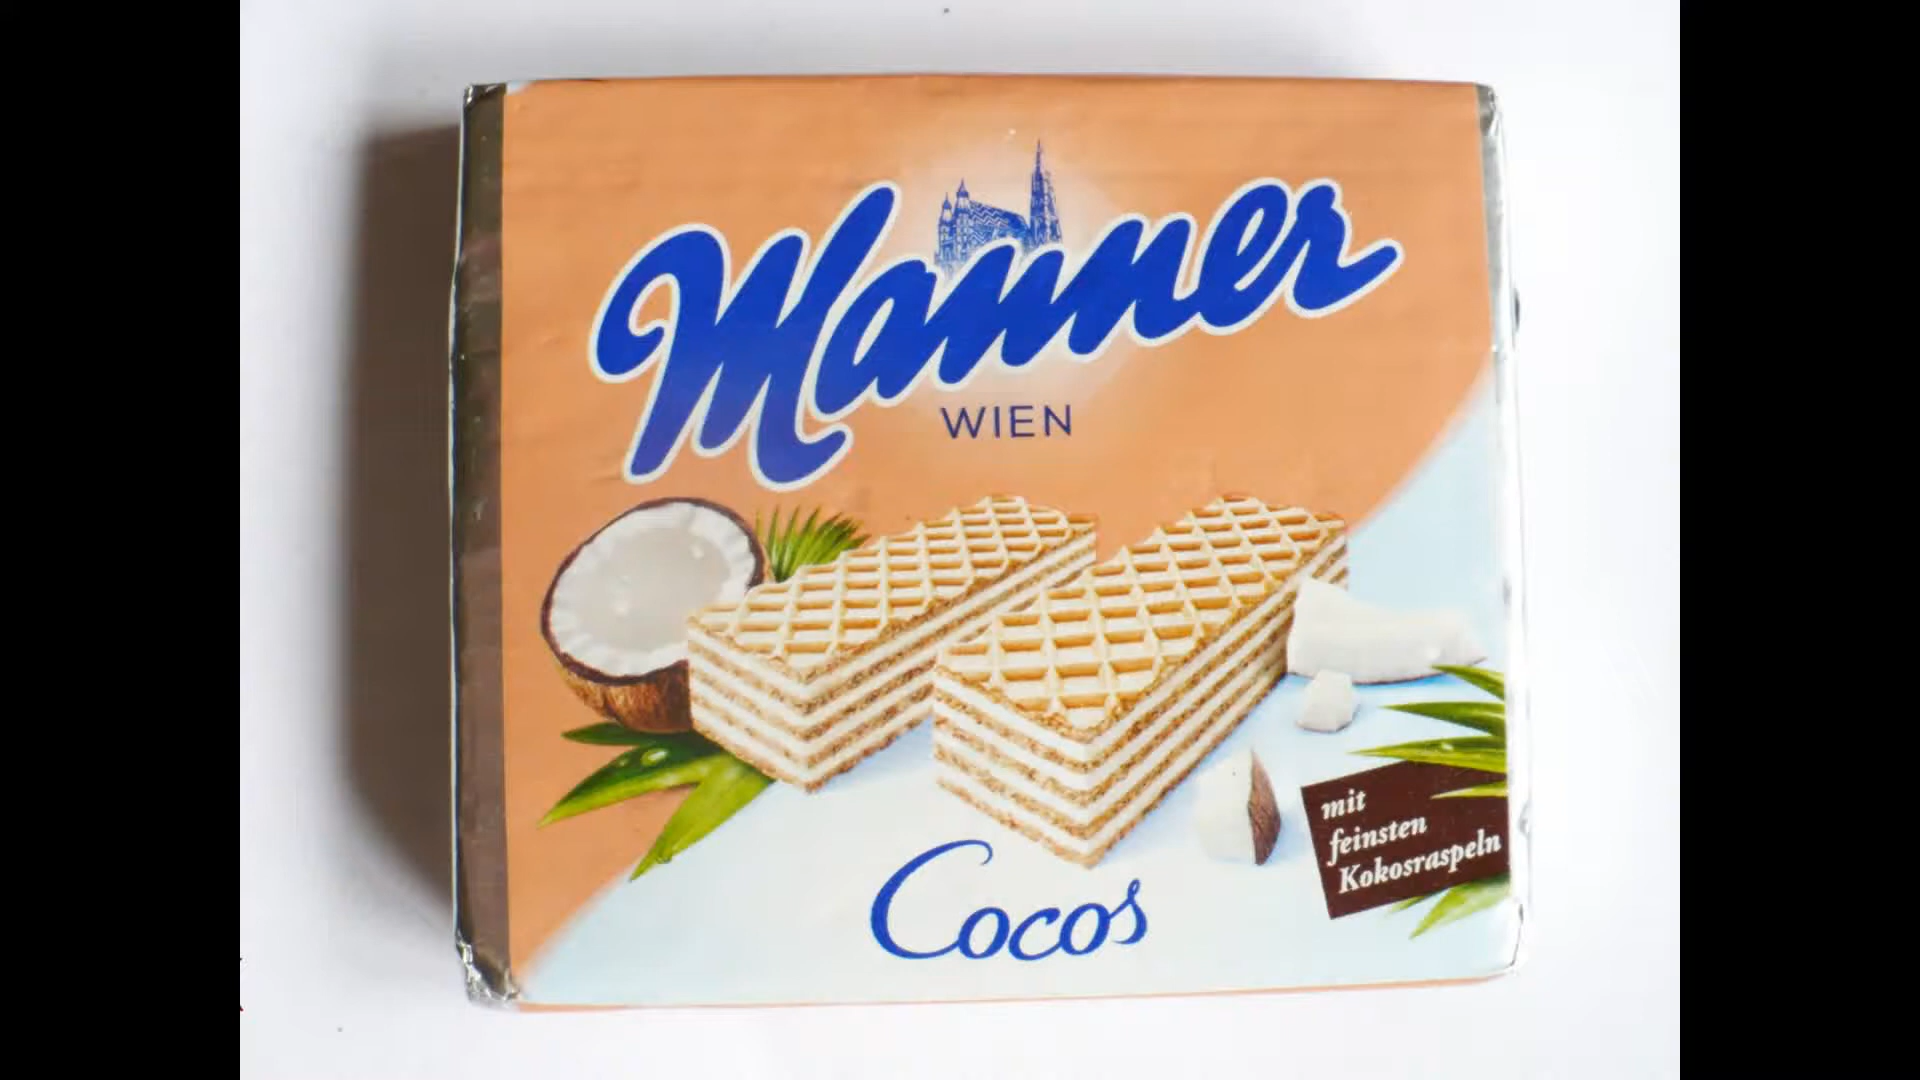 Manner
WIEN
Cocos
mit
feinsten
Kokosraspeln